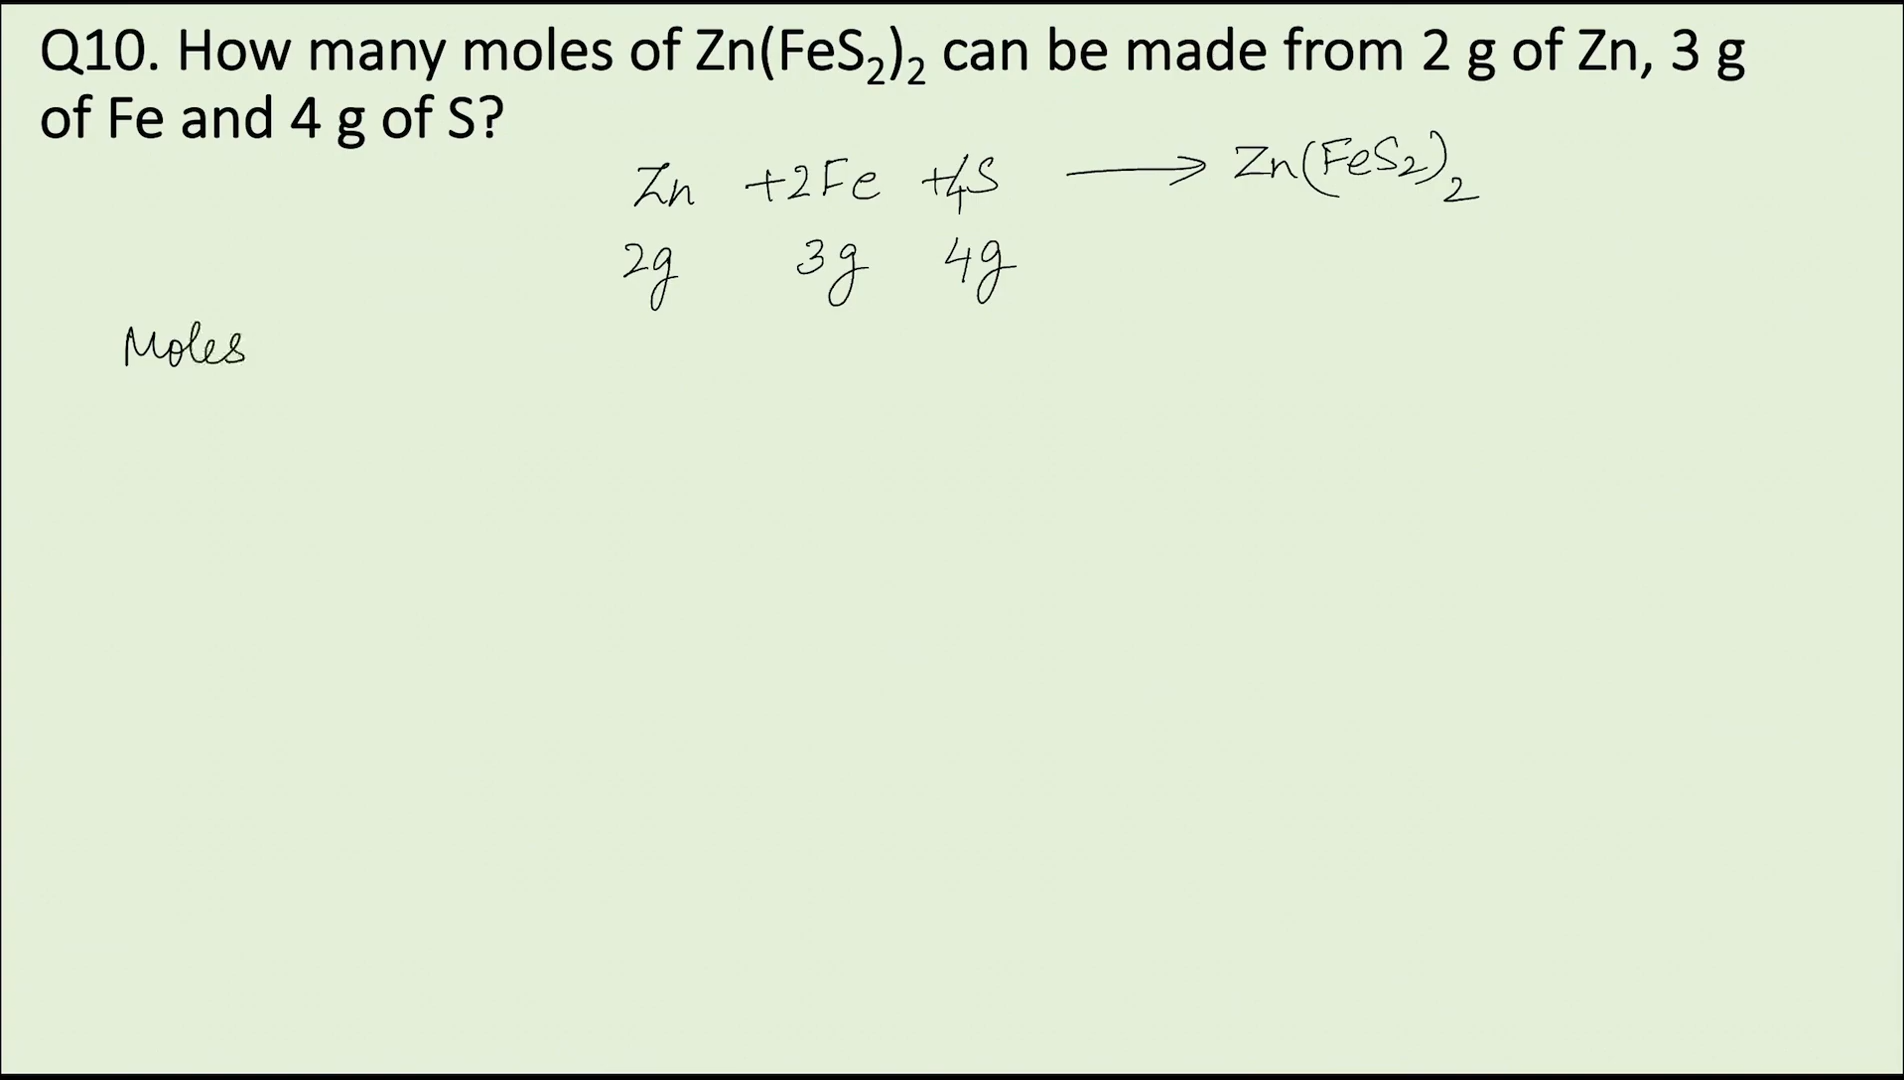 Q10. How many moles of Zn(FeS₂)₂ can be made from 2 g of Zn, 3 g
of Fe and 4 g of S?
Zn +2Fe +4S ⟶ Zn(FeS₂)₂
2g 3g 4g
Moles